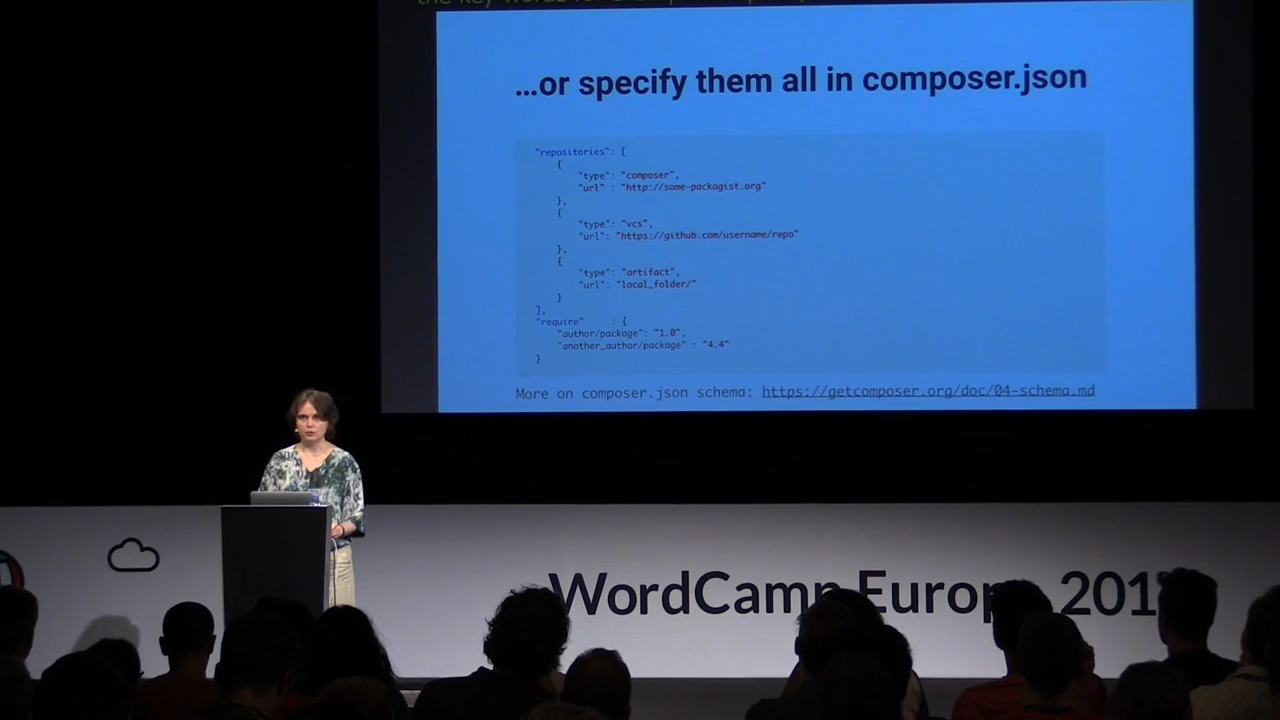 ...or specify them all in composer.json
"repositories": [
{
"type": "composer",
"url" : "http://some-packagist.org"
},
{
"type": "vcs",
"url": "https://github.com/username/repo"
},
{
"type": "artifact",
"url": "local_folder/"
}
],
"require" : {
"author/package": "1.0",
"another_author/package" : "4.4"
}
More on composer.json schema: https://getcomposer.org/doc/04-schema.md
WordCamp Europe 201